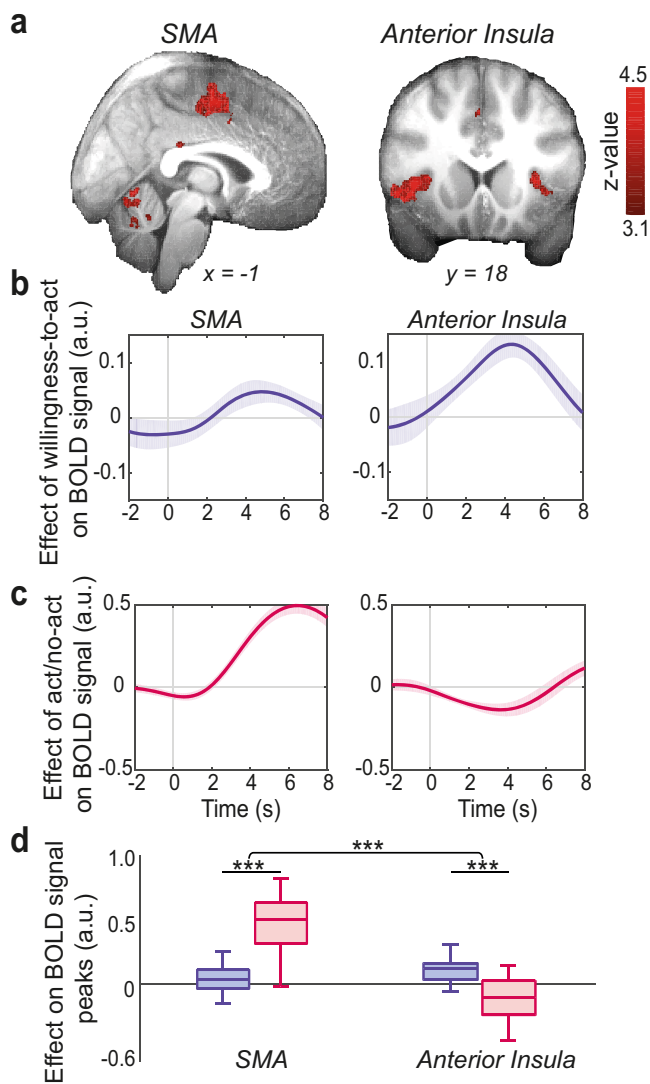 a
SMA
Anterior Insula
4.5
z-value
3.1
x = -1
y = 18
b
SMA
Anterior Insula
Effect of willingness-to-act
on BOLD signal (a.u.)
0.1
0
-0.1
0.1
0
-0.1
-2 0 2 4 6 8
-2 0 2 4 6 8
c
Effect of act/no-act
on BOLD signal (a.u.)
0.5
0
-0.5
0.5
0
-0.5
-2 0 2 4 6 8
-2 0 2 4 6 8
Time (s)
Time (s)
d
Effect on BOLD signal
peaks (a.u.)
1.0
0.5
0
-0.6
***
***
***
SMA
Anterior Insula